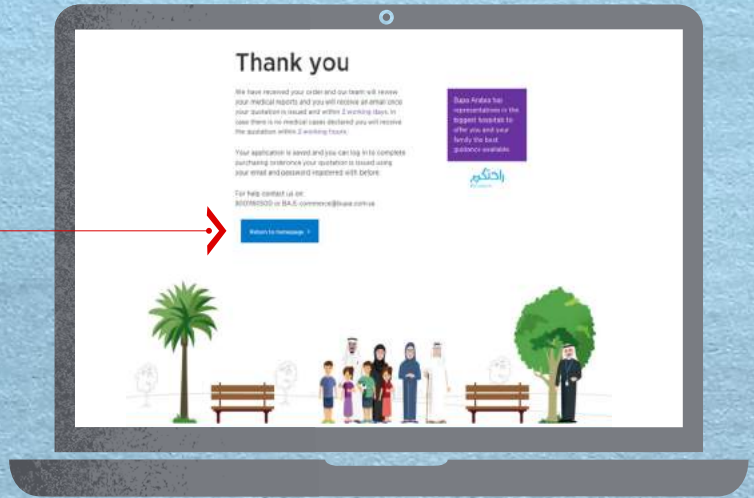 Thank you
We have received your order and our team will review
your medical reports and you will receive an email once
your quotation is issued and within 2 working days, in
case there is no medical cases declared you will receive
the quotation within 2 working hours.
Your application is saved and you can log in to complete
purchasing orderonce your quotation is issued using
your email and password registered with before.
For help contact us on:
or BA.E-commerce@bupa.com.sa
Return to homepage >
Bupa Arabia has
representatives in the
biggest hospitals to
offer you and your
family the best
guidance available.
راحتكم